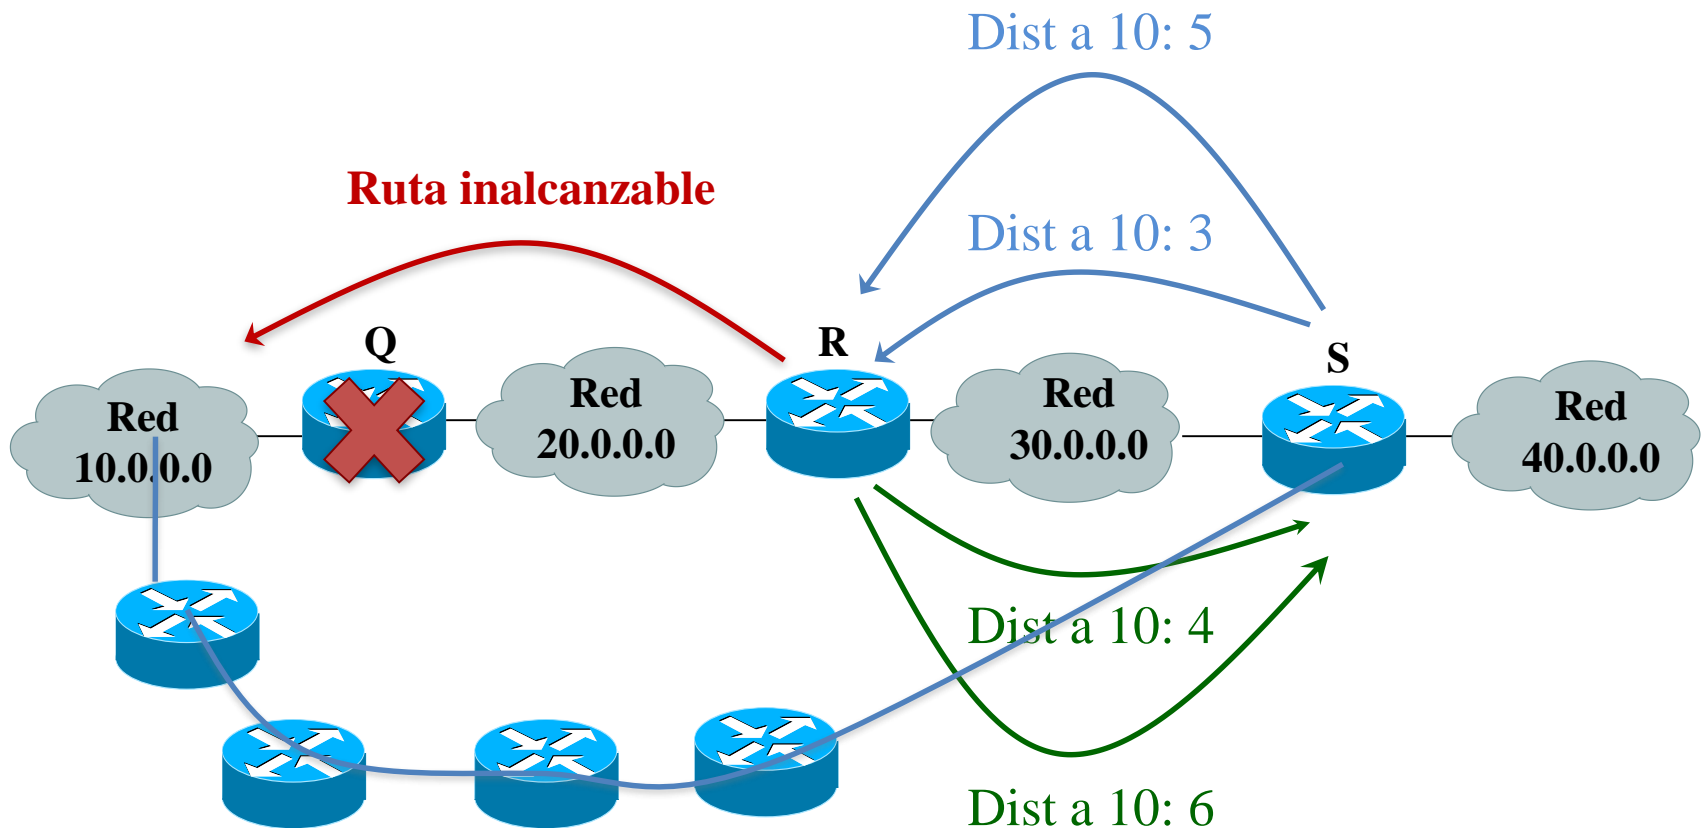 Dist a 10: 5
Ruta inalcanzable
Dist a 10: 3
Q
R
S
Red
10.0.0.0
Red
20.0.0.0
Red
30.0.0.0
Red
40.0.0.0
Dist a 10: 4
Dist a 10: 6